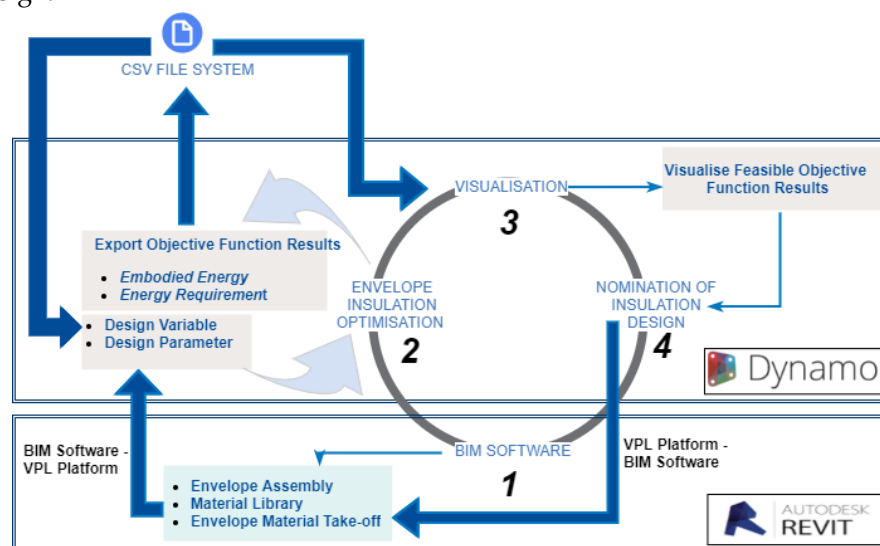 CSV FILE SYSTEM
VISUALISATION
3
Visualise Feasible Objective
Function Results
Export Objective Function Results
• Embodied Energy
• Energy Requirement
• Design Variable
• Design Parameter
ENVELOPE
INSULATION
OPTIMISATION
2
NOMINATION OF
INSULATION
DESIGN
4
Dynamo
BIM Software -
VPL Platform
BIM SOFTWARE
1
VPL Platform -
BIM Software
• Envelope Assembly
• Material Library
• Envelope Material Take-off
AUTODESK
REVIT